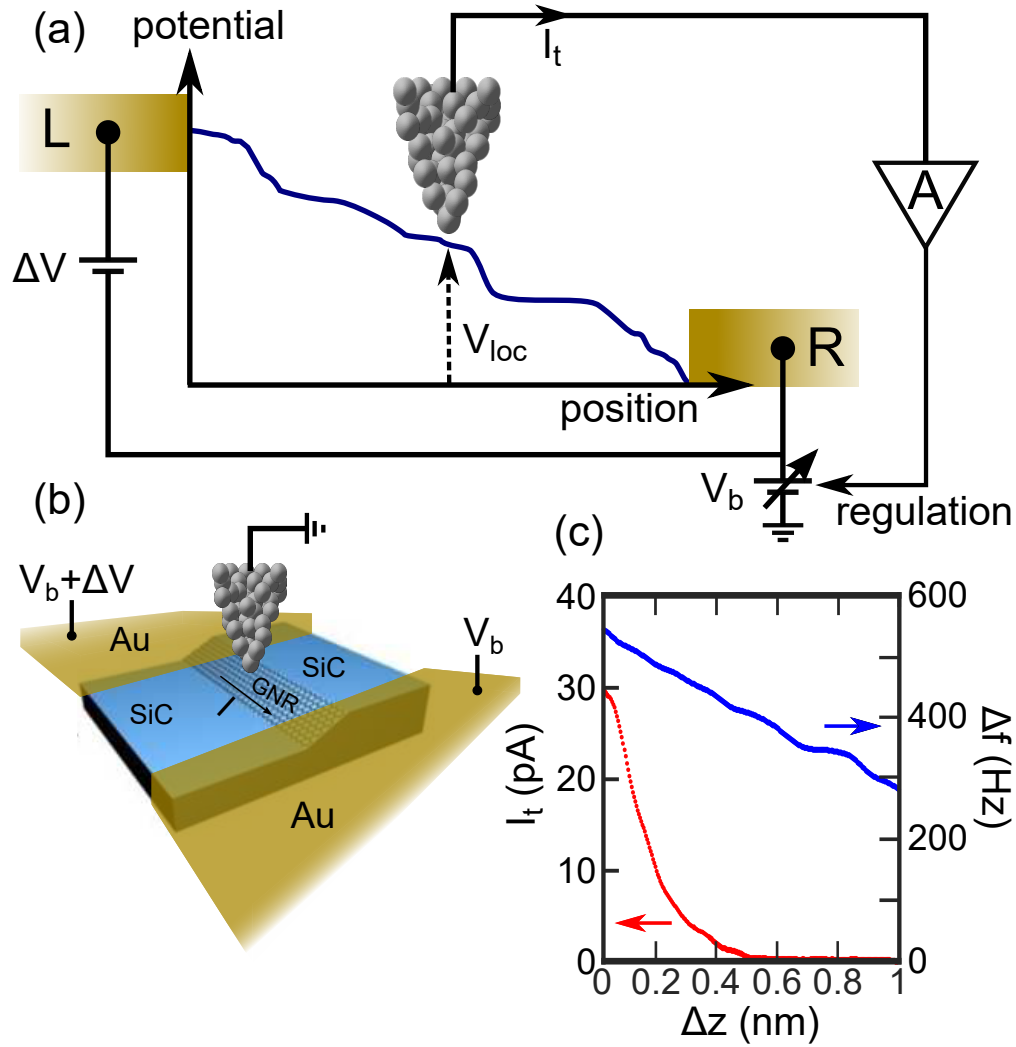 (a)
potential
I_t
L
A
ΔV
V_loc
R
position
V_b
regulation
(b)
V_b+ΔV
Au
SiC
V_b
GNR
SiC
I
Au
(c)
40
30
20
10
0
I_t (pA)
600
400
200
0
Δf (Hz)
0
0.2
0.4
0.6
0.8
1
Δz (nm)